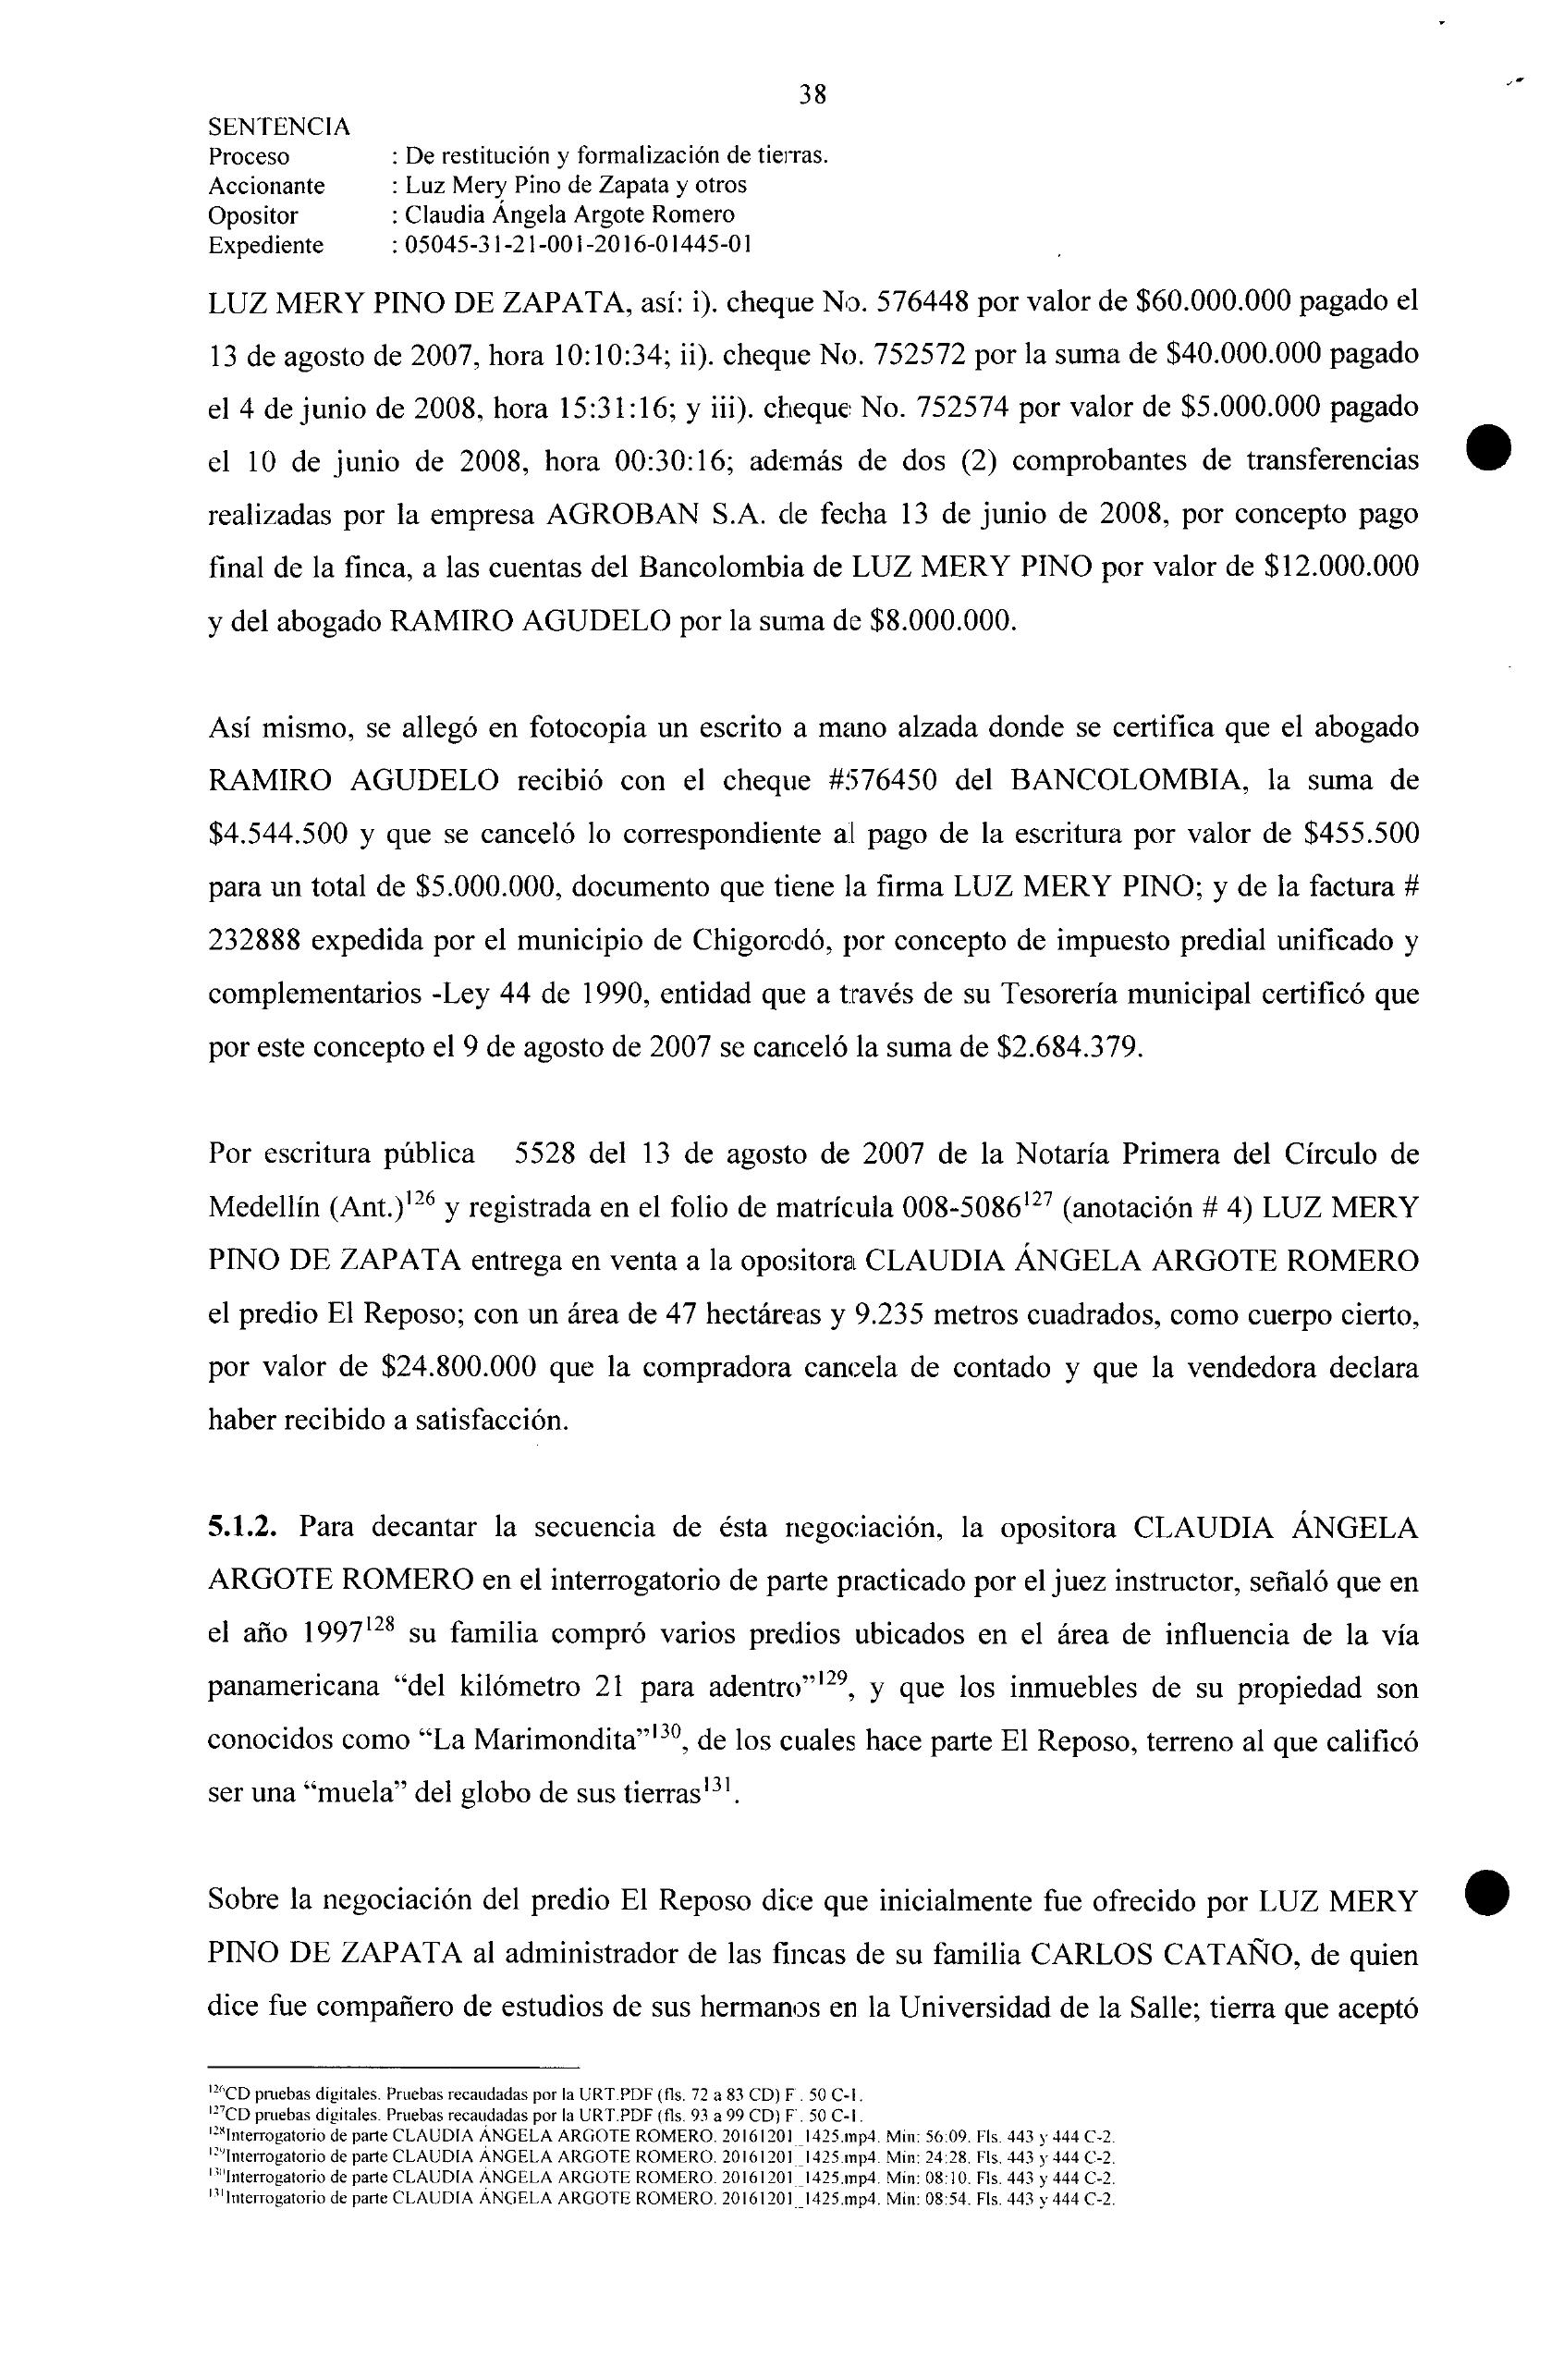 38
SENTENCIA
Proceso : De restitución y formalización de tierras.
Accionante : Luz Mery Pino de Zapata y otros
Opositor : Claudia Ángela Argote Romero
Expediente : 05045-31-21-001-2016-01445-01
LUZ MERY PINO DE ZAPATA, así: i). cheque No. 576448 por valor de $60.000.000 pagado el
13 de agosto de 2007, hora 10:10:34; ii). cheque No. 752572 por la suma de $40.000.000 pagado
el 4 de junio de 2008, hora 15:31:16; y iii). cheque No. 752574 por valor de $5.000.000 pagado
el 10 de junio de 2008, hora 00:30:16; además de dos (2) comprobantes de transferencias
realizadas por la empresa AGROBAN S.A. de fecha 13 de junio de 2008, por concepto pago
final de la finca, a las cuentas del Bancolombia de LUZ MERY PINO por valor de $12.000.000
y del abogado RAMIRO AGUDELO por la suma de $8.000.000.
Así mismo, se allegó en fotocopia un escrito a mano alzada donde se certifica que el abogado
RAMIRO AGUDELO recibió con el cheque #576450 del BANCOLOMBIA, la suma de
$4.544.500 y que se canceló lo correspondiente al pago de la escritura por valor de $455.500
para un total de $5.000.000, documento que tiene la firma LUZ MERY PINO; y de la factura #
232888 expedida por el municipio de Chigorodó, por concepto de impuesto predial unificado y
complementarios -Ley 44 de 1990, entidad que a través de su Tesorería municipal certificó que
por este concepto el 9 de agosto de 2007 se canceló la suma de $2.684.379.
Por escritura pública 5528 del 13 de agosto de 2007 de la Notaría Primera del Círculo de
Medellín (Ant.)¹²⁶ y registrada en el folio de matrícula 008-5086¹²⁷ (anotación # 4) LUZ MERY
PINO DE ZAPATA entrega en venta a la opositora CLAUDIA ÁNGELA ARGOTE ROMERO
el predio El Reposo; con un área de 47 hectáreas y 9.235 metros cuadrados, como cuerpo cierto,
por valor de $24.800.000 que la compradora cancela de contado y que la vendedora declara
haber recibido a satisfacción.
5.1.2. Para decantar la secuencia de ésta negociación, la opositora CLAUDIA ÁNGELA
ARGOTE ROMERO en el interrogatorio de parte practicado por el juez instructor, señaló que en
el año 1997¹²⁸ su familia compró varios predios ubicados en el área de influencia de la vía
panamericana “del kilómetro 21 para adentro”¹²⁹, y que los inmuebles de su propiedad son
conocidos como “La Marimondita”¹³⁰, de los cuales hace parte El Reposo, terreno al que calificó
ser una “muela” del globo de sus tierras¹³¹.
Sobre la negociación del predio El Reposo dice que inicialmente fue ofrecido por LUZ MERY
PINO DE ZAPATA al administrador de las fincas de su familia CARLOS CATAÑO, de quien
dice fue compañero de estudios de sus hermanos en la Universidad de la Salle; tierra que aceptó
¹²⁶CD pruebas digitales. Pruebas recaudadas por la URT.PDF (fls. 72 a 83 CD) F . 50 C-1.
¹²⁷CD pruebas digitales. Pruebas recaudadas por la URT.PDF (fls. 93 a 99 CD) F . 50 C-1.
¹²⁸Interrogatorio de parte CLAUDIA ÁNGELA ARGOTE ROMERO. 20161201_1425.mp4. Min: 56:09. Fls. 443 y 444 C-2.
¹²⁹Interrogatorio de parte CLAUDIA ÁNGELA ARGOTE ROMERO. 20161201_1425.mp4. Min: 24:28. Fls. 443 y 444 C-2.
¹³⁰Interrogatorio de parte CLAUDIA ÁNGELA ARGOTE ROMERO. 20161201_1425.mp4. Min: 08:10. Fls. 443 y 444 C-2.
¹³¹Interrogatorio de parte CLAUDIA ÁNGELA ARGOTE ROMERO. 20161201_1425.mp4. Min: 08:54. Fls. 443 y 444 C-2.